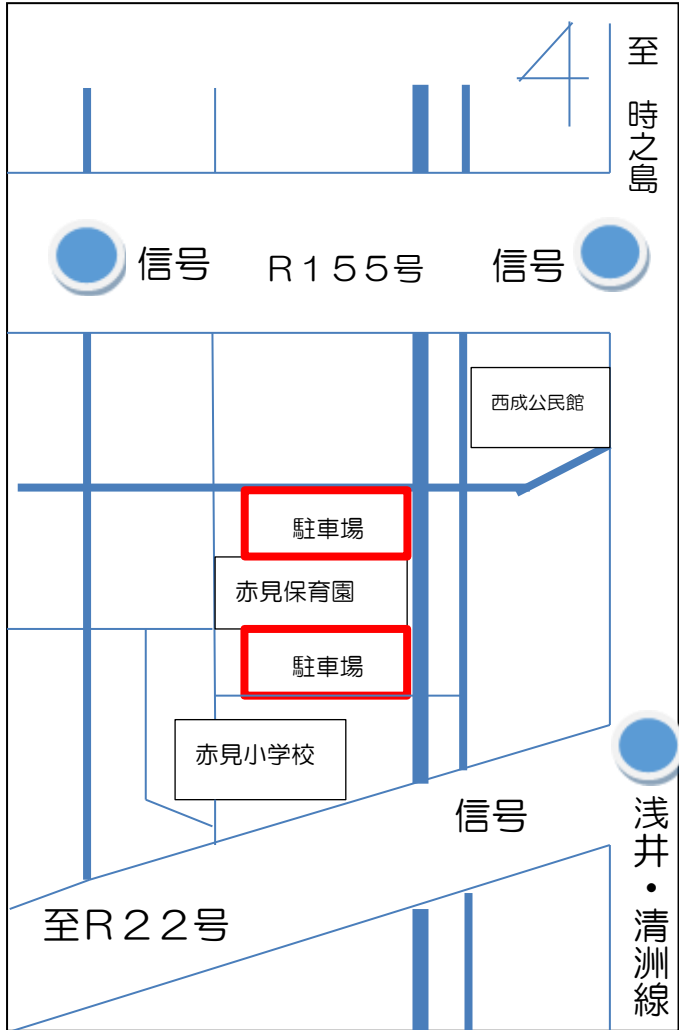 至　時之島
信号
R155号
信号
西成公民館
駐車場
赤見保育園
駐車場
赤見小学校
信号
浅井・清洲線
至R22号